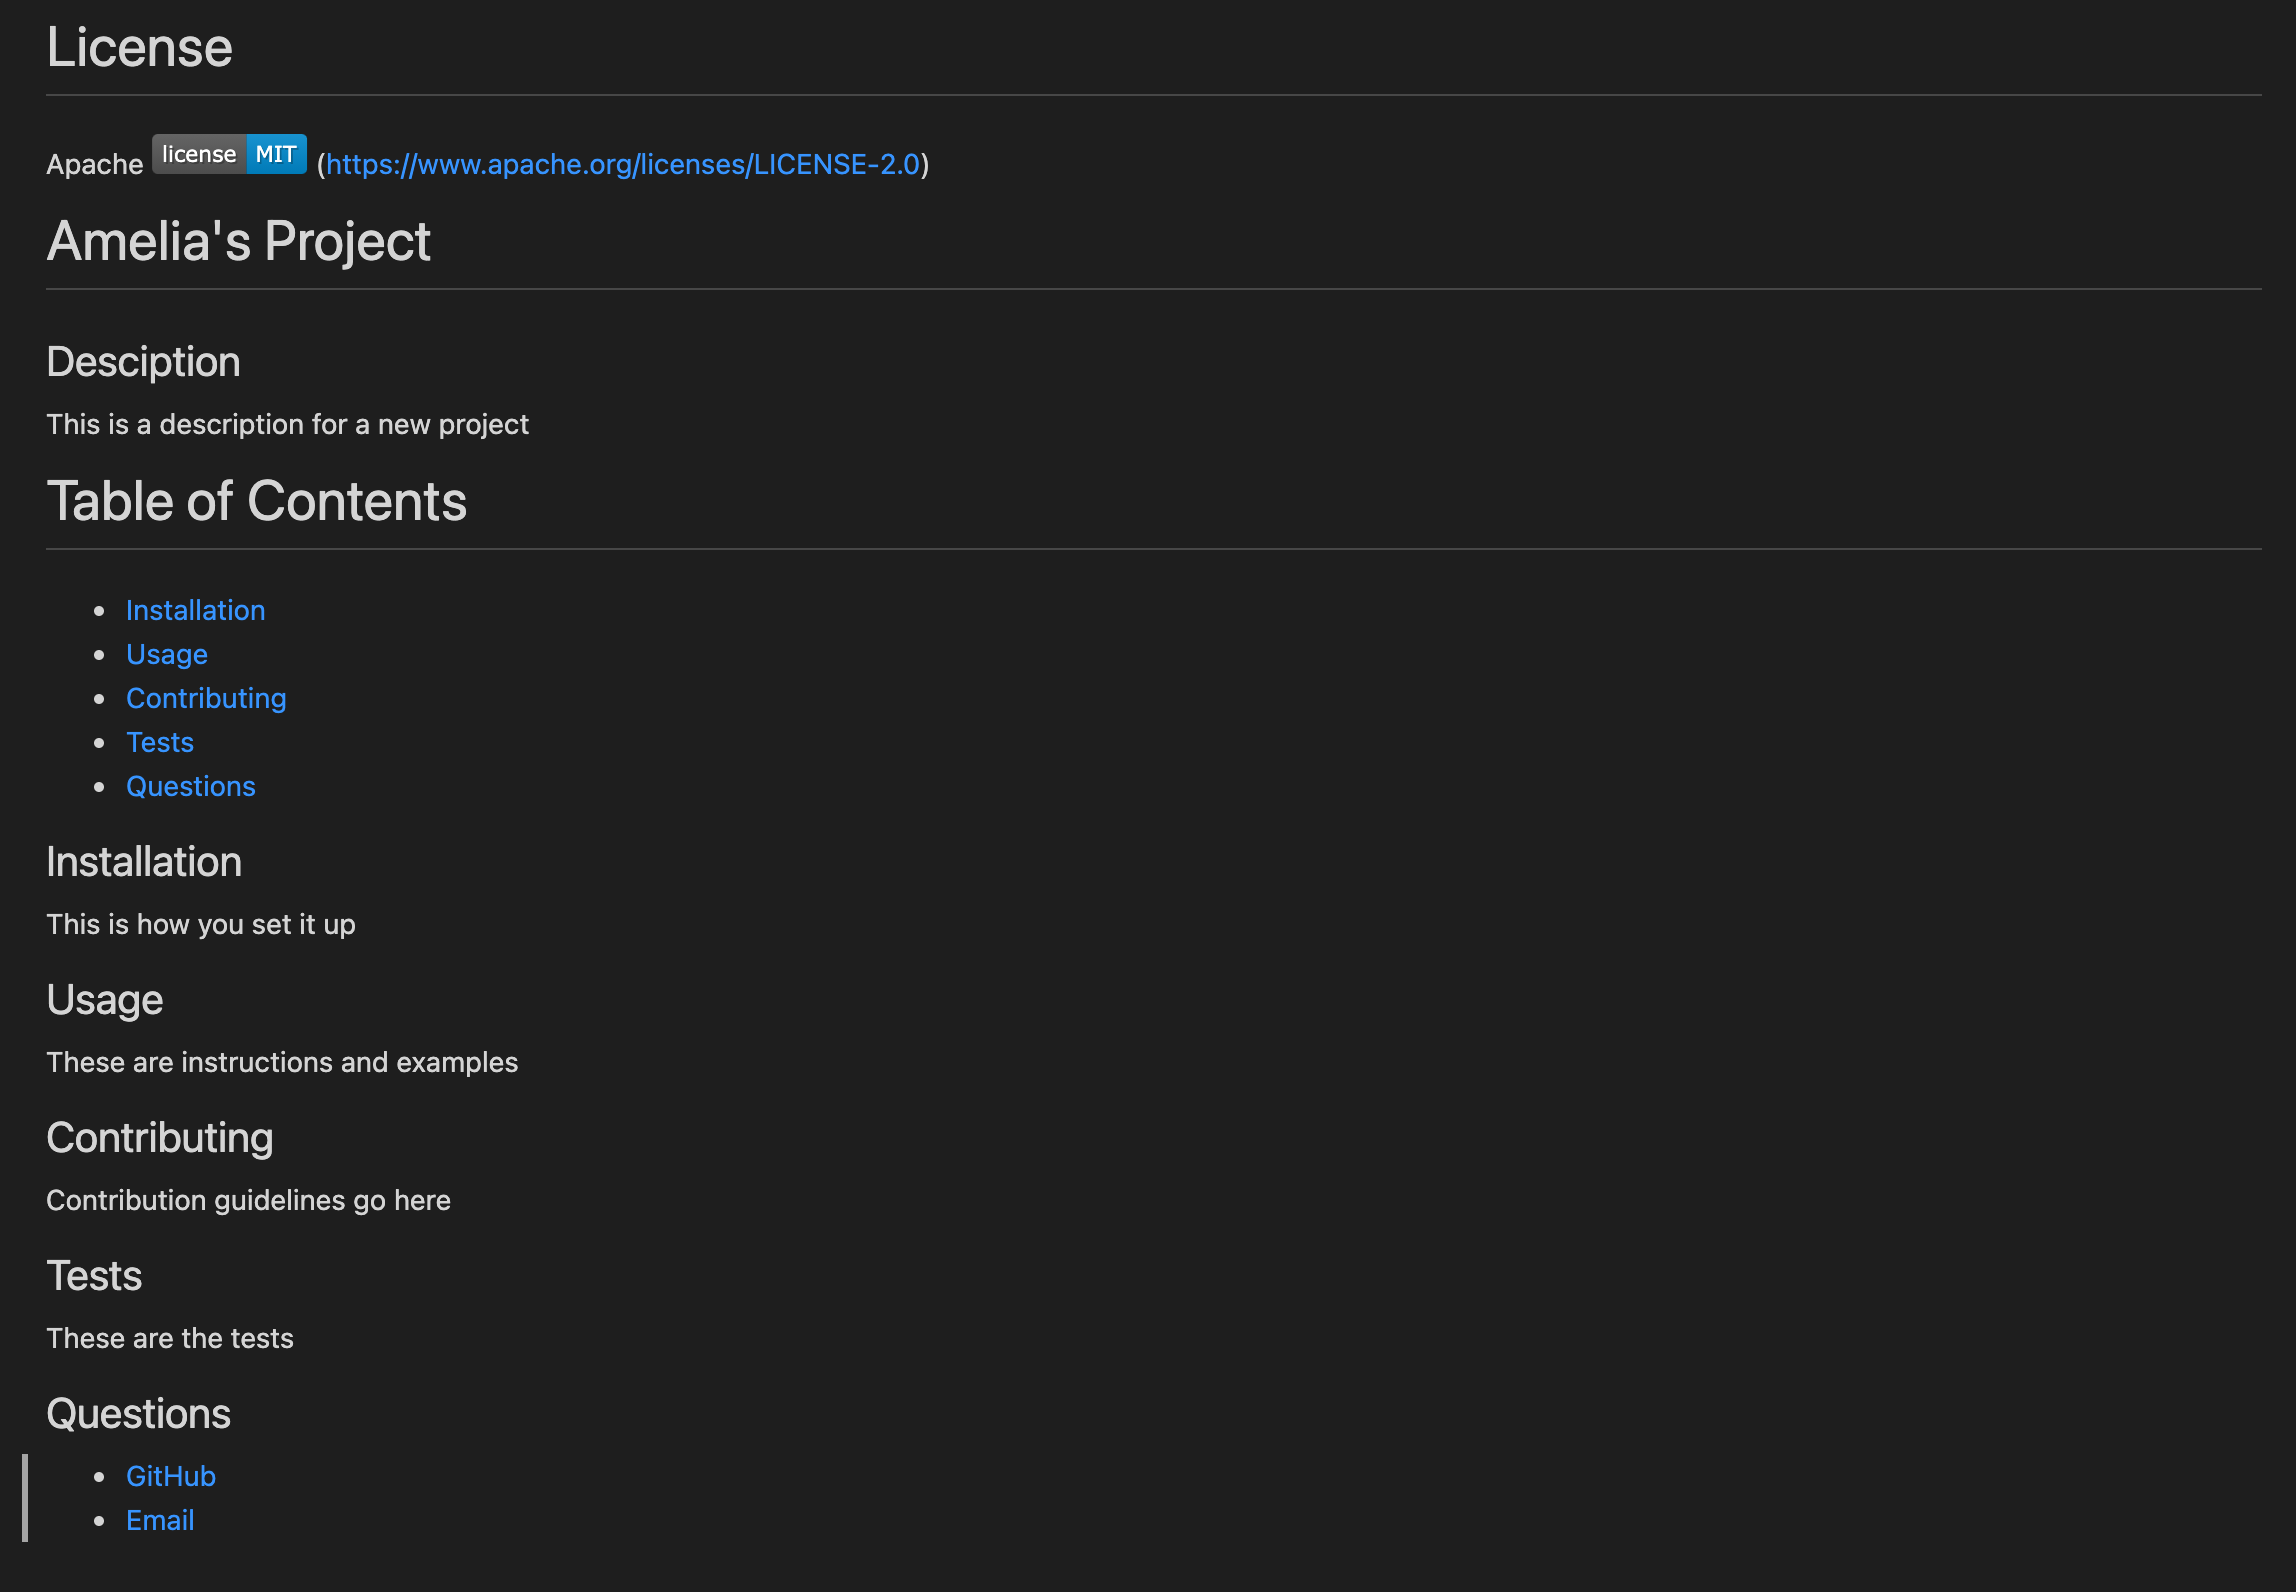 License
Apache license MIT (https://www.apache.org/licenses/LICENSE-2.0)
Amelia's Project
Desciption
This is a description for a new project
Table of Contents
Installation
Usage
Contributing
Tests
Questions
Installation
This is how you set it up
Usage
These are instructions and examples
Contributing
Contribution guidelines go here
Tests
These are the tests
Questions
GitHub
Email